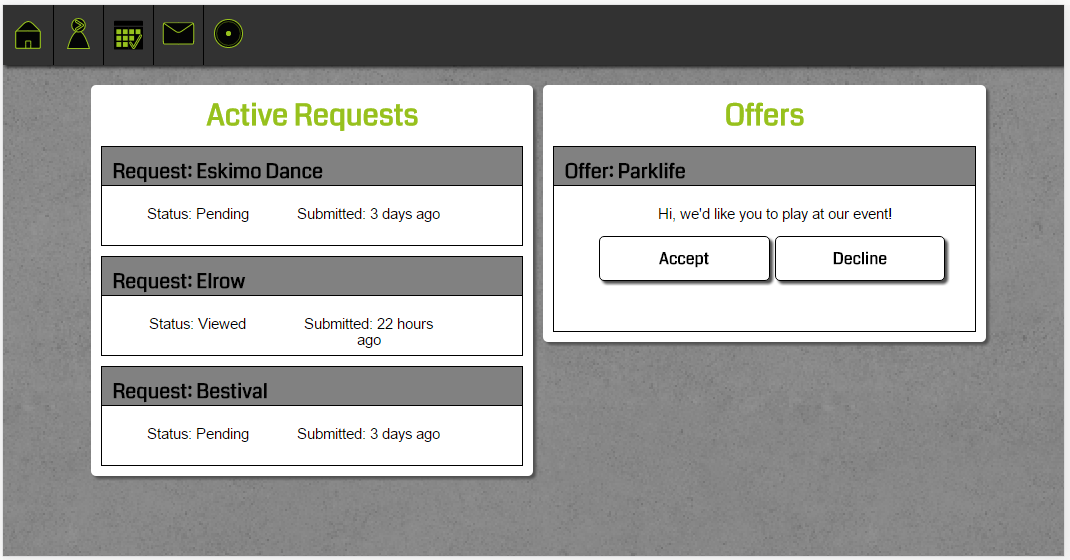 Active Requests
Request: Eskimo Dance
Status: Pending Submitted: 3 days ago
Request: Elrow
Status: Viewed Submitted: 22 hours
ago
Request: Bestival
Status: Pending Submitted: 3 days ago
Offers
Offer: Parklife
Hi, we'd like you to play at our event!
Accept Decline